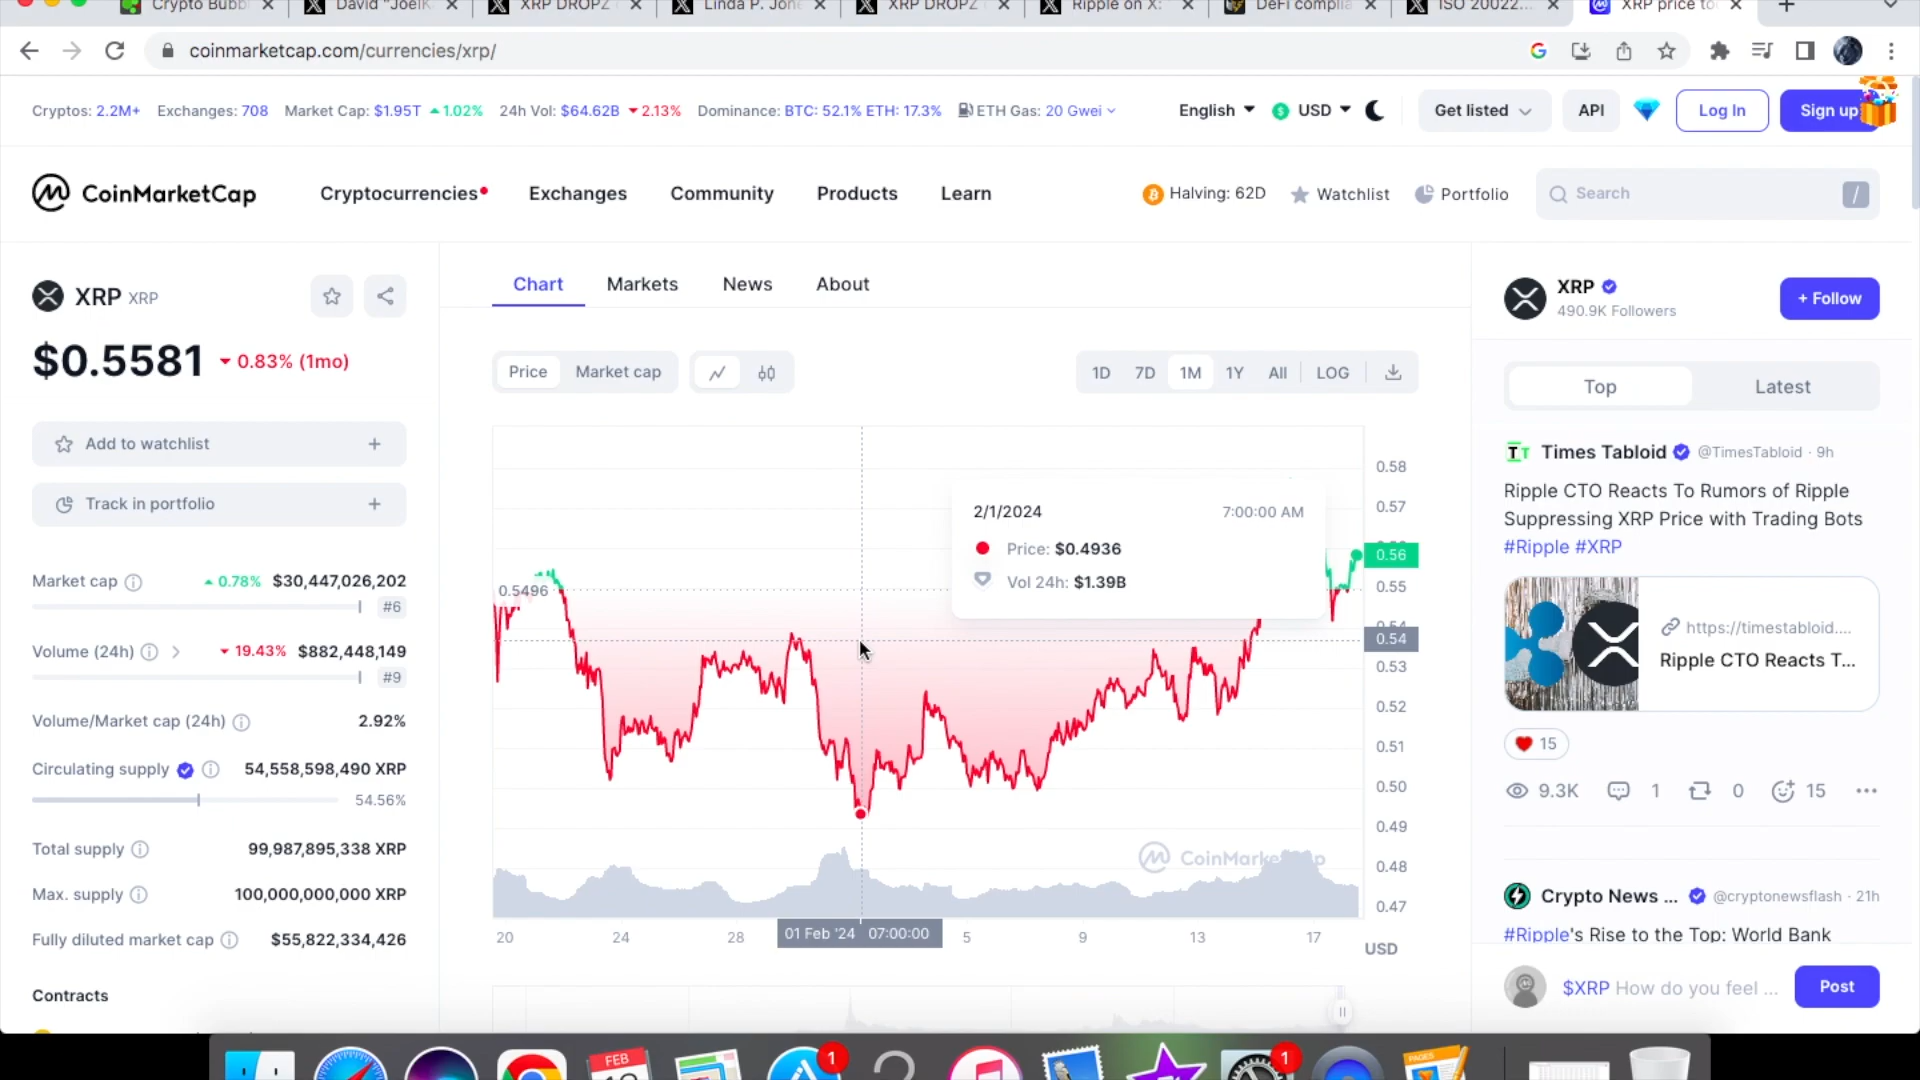 Crypto Bubbl
David "JoelK
XRP DROPZ
Linda P. Jone
XRP DROPZ
Ripple on X:
DeFi complia
ISO 20022...
XRP price to
coinmarketcap.com/currencies/xrp/
Cryptos: 2.2M+ Exchanges: 708 Market Cap: $1.95T 1.02% 24h Vol: $64.62B 2.13% Dominance: BTC: 52.1% ETH: 17.3% ETH Gas: 20 Gwei
English USD Get listed API Log In Sign up
CoinMarketCap Cryptocurrencies Exchanges Community Products Learn Halving: 62D Watchlist Portfolio Search /
XRP XRP
$0.5581 0.83% (1mo)
Add to watchlist +
Track in portfolio +
Market cap 0.78% $30,447,026,202
#6
Volume (24h) 19.43% $882,448,149
#9
Volume/Market cap (24h) 2.92%
Circulating supply 54,558,598,490 XRP
54.56%
Total supply 99,987,895,338 XRP
Max. supply 100,000,000,000 XRP
Fully diluted market cap $55,822,334,426
Contracts
Chart Markets News About
Price Market cap
1D 7D 1M 1Y All LOG
2/1/2024 7:00:00 AM
Price: $0.4936
Vol 24h: $1.39B
0.5496
0.58
0.57
0.56
0.55
0.54
0.53
0.52
0.51
0.50
0.49
0.48
0.47
CoinMarketCap
20 24 28 01 Feb '24 07:00:00 5 9 13 17
USD
XRP
490.9K Followers
+ Follow
Top Latest
Times Tabloid @TimesTabloid · 9h
Ripple CTO Reacts To Rumors of Ripple
Suppressing XRP Price with Trading Bots
#Ripple #XRP
https://timestabloid....
Ripple CTO Reacts T...
15
9.3K 1 0 15
Crypto News ... @cryptonewsflash · 21h
#Ripple's Rise to the Top: World Bank
$XRP How do you feel ... Post
FEB
1
1
PAGES